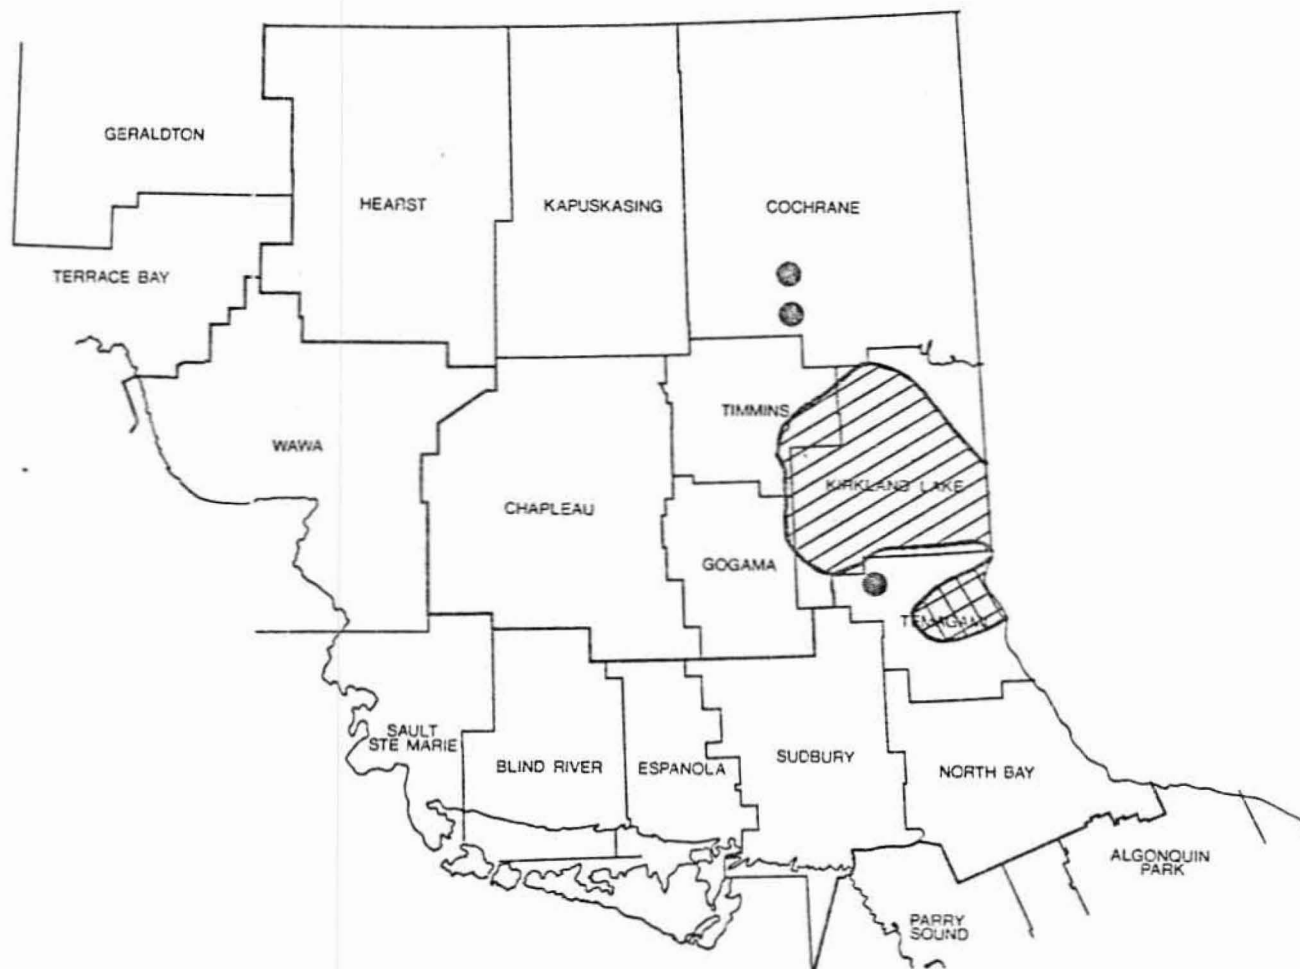 GERALDTON
HEARST
KAPUSKASING
COCHRANE
TERRACE BAY
TIMMINS
WAWA
KIRKLAND LAKE
CHAPLEAU
GOGAMA
TEMAGAMI
SAULT
STE MARIE
BLIND RIVER
ESPANOLA
SUDBURY
NORTH BAY
ALGONQUIN
PARK
PARRY
SOUND